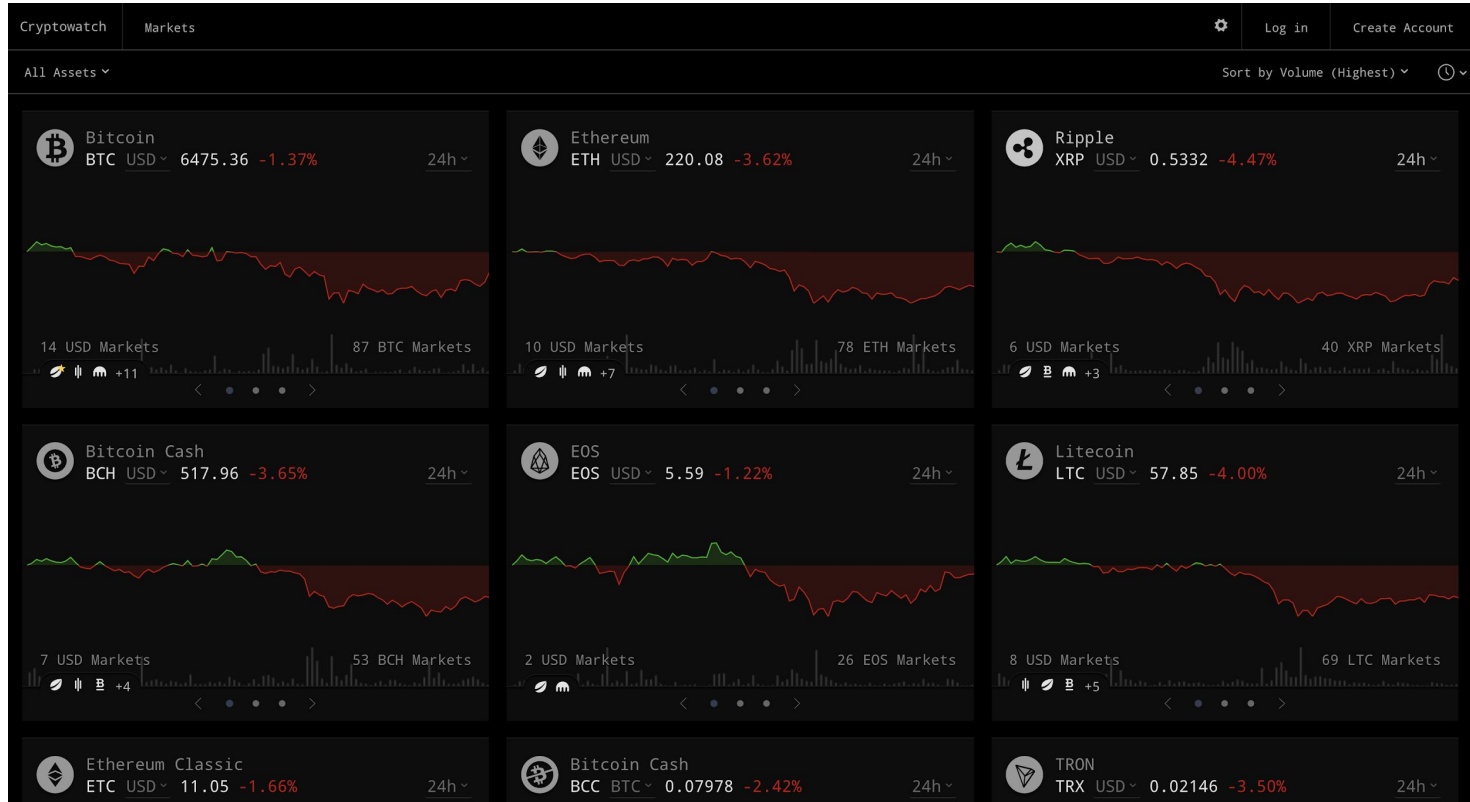 Cryptowatch Markets Log in Create Account
All Assets Sort by Volume (Highest)
Bitcoin
BTC USD 6475.36 -1.37% 24h
14 USD Markets 87 BTC Markets
+11
Ethereum
ETH USD 220.08 -3.62% 24h
10 USD Markets 78 ETH Markets
+7
Ripple
XRP USD 0.5332 -4.47% 24h
6 USD Markets 40 XRP Markets
+3
Bitcoin Cash
BCH USD 517.96 -3.65% 24h
7 USD Markets 53 BCH Markets
+4
EOS
EOS USD 5.59 -1.22% 24h
2 USD Markets 26 EOS Markets
Litecoin
LTC USD 57.85 -4.00% 24h
8 USD Markets 69 LTC Markets
+5
Ethereum Classic
ETC USD 11.05 -1.66% 24h
Bitcoin Cash
BCC BTC 0.07978 -2.42% 24h
TRON
TRX USD 0.02146 -3.50% 24h